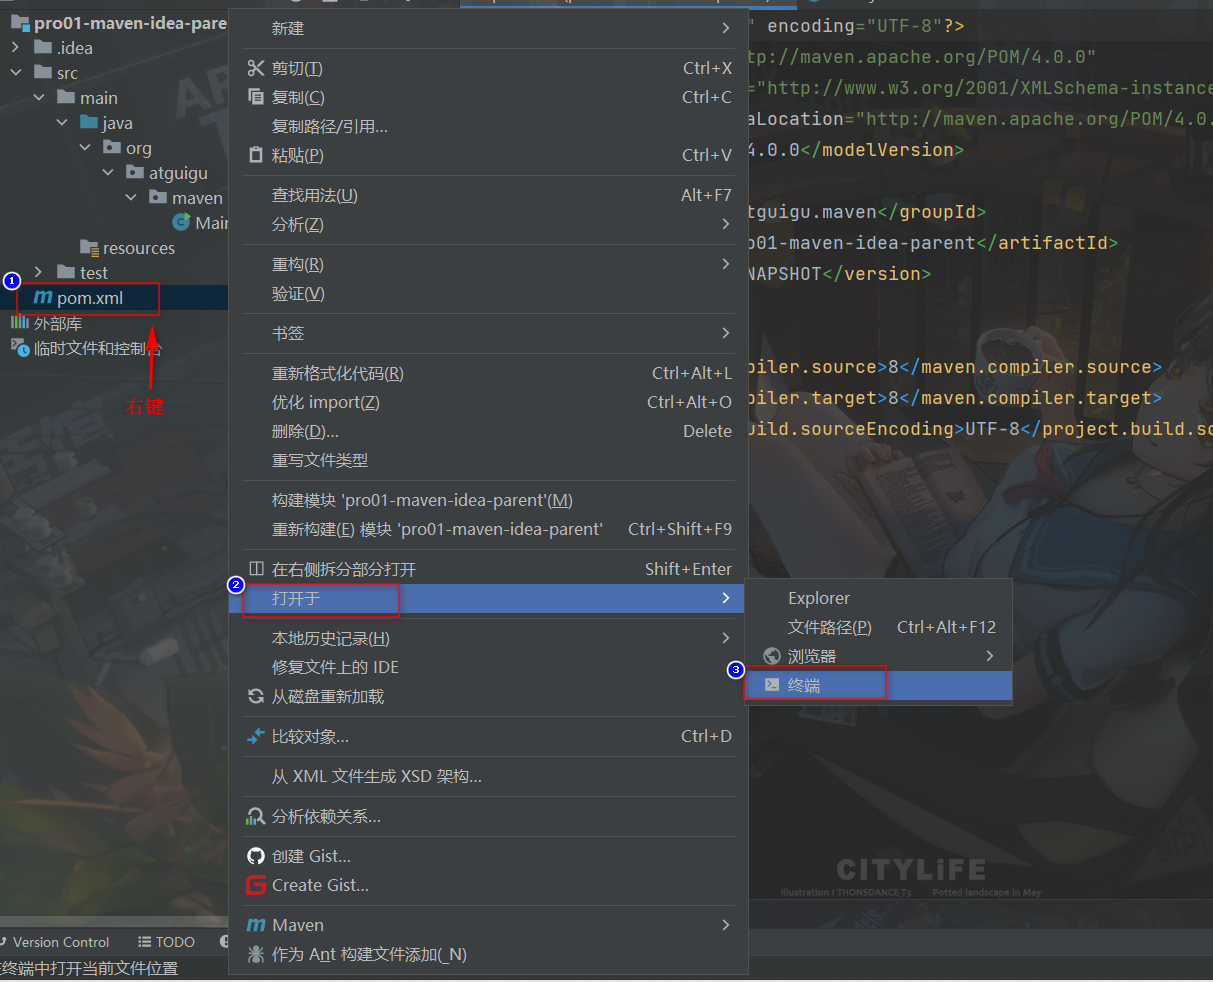 pro01-maven-idea-pare
.idea
src
main
java
org
atguigu
maven
Main
resources
test
1
pom.xml
外部库
临时文件和控制台
右键
新建
剪切(T) Ctrl+X
复制(C) Ctrl+C
复制路径/引用...
粘贴(P) Ctrl+V
查找用法(U) Alt+F7
分析(Z)
重构(R)
验证(V)
书签
重新格式化代码(R) Ctrl+Alt+L
优化 import(Z) Ctrl+Alt+O
删除(D)... Delete
重写文件类型
构建模块 'pro01-maven-idea-parent'(M)
重新构建(E) 模块 'pro01-maven-idea-parent' Ctrl+Shift+F9
在右侧拆分部分打开 Shift+Enter
2
打开于
本地历史记录(H)
修复文件上的 IDE
从磁盘重新加载
比较对象... Ctrl+D
从 XML 文件生成 XSD 架构...
分析依赖关系...
创建 Gist...
Create Gist...
Maven
作为 Ant 构建文件添加(_N)
Explorer
文件路径(P) Ctrl+Alt+F12
浏览器
3
终端
" encoding="UTF-8"?>
tp://maven.apache.org/POM/4.0.0"
="http://www.w3.org/2001/XMLSchema-instance
aLocation="http://maven.apache.org/POM/4.0.
4.0.0</modelVersion>
tguigu.maven</groupId>
o01-maven-idea-parent</artifactId>
NAPSHOT</version>
piler.source>8</maven.compiler.source>
piler.target>8</maven.compiler.target>
uild.sourceEncoding>UTF-8</project.build.so
CITYLiFE
Illustration I THONSDANCE.T5 Potted landscape in May
Version Control TODO
终端中打开当前文件位置